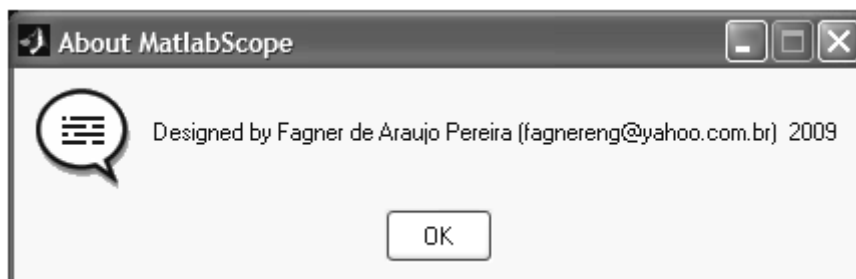 About MatlabScope
Designed by Fagner de Araujo Pereira (fagnereng@yahoo.com.br) 2009
OK